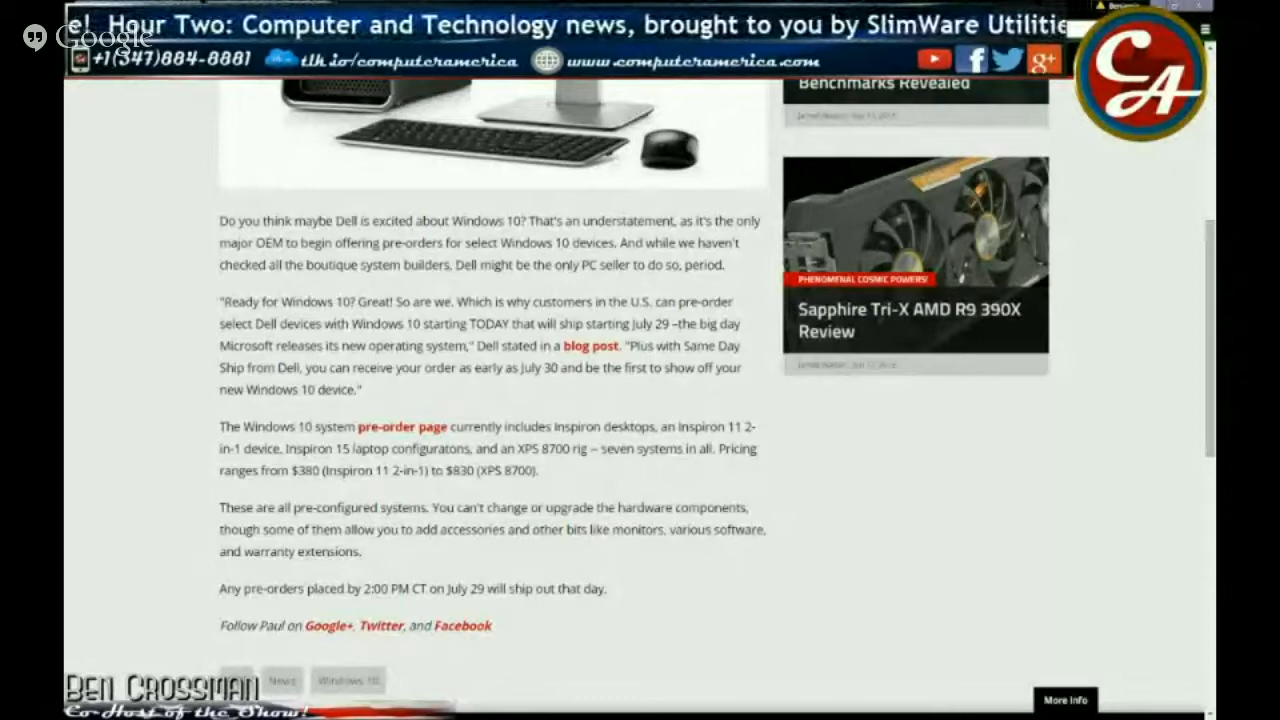 e! Hour Two: Computer and Technology news, brought to you by SlimWare Utilitie
Google
+1(347)884-8881 tlk.io/computeramerica www.computeramerica.com
CA
Benchmarks Revealed
Do you think maybe Dell is excited about Windows 10? That's an understatement, as it's the only
major OEM to begin offering pre-orders for select Windows 10 devices. And while we haven't
checked all the boutique system builders, Dell might be the only PC seller to do so, period.
"Ready for Windows 10? Great! So are we. Which is why customers in the U.S. can pre-order
select Dell devices with Windows 10 starting TODAY that will ship starting July 29 –the big day
Microsoft releases its new operating system," Dell stated in a blog post. "Plus with Same Day
Ship from Dell, you can receive your order as early as July 30 and be the first to show off your
new Windows 10 device."
The Windows 10 system pre-order page currently includes Inspiron desktops, an Inspiron 11 2-
in-1 device, Inspiron 15 laptop configuratons, and an XPS 8700 rig -- seven systems in all. Pricing
ranges from $380 (Inspiron 11 2-in-1) to $830 (XPS 8700).
These are all pre-configured systems. You can't change or upgrade the hardware components,
though some of them allow you to add accessories and other bits like monitors, various software,
and warranty extensions.
Any pre-orders placed by 2:00 PM CT on July 29 will ship out that day.
Follow Paul on Google+, Twitter, and Facebook
PHENOMENAL COSMIC POWERS!
Sapphire Tri-X AMD R9 390X
Review
News Windows 10
Ben Crossman
Co-Host of the Show!
More Info